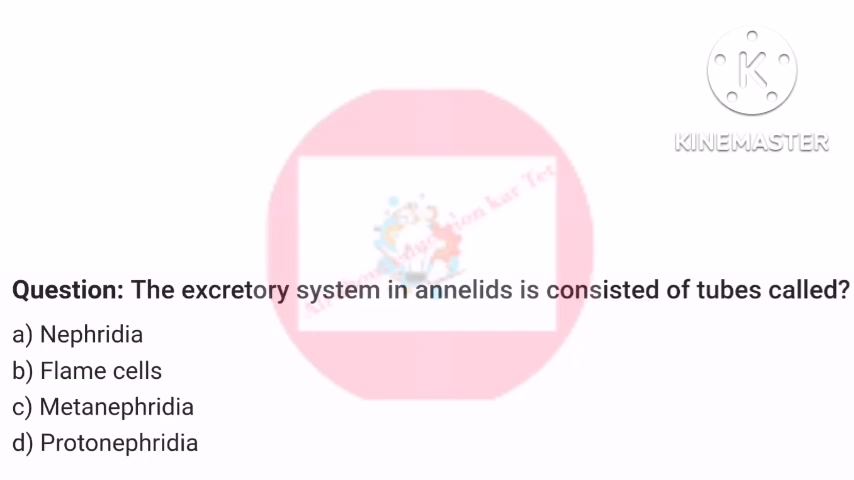 KINEMASTER
Question: The excretory system in annelids is consisted of tubes called?
a) Nephridia
b) Flame cells
c) Metanephridia
d) Protonephridia